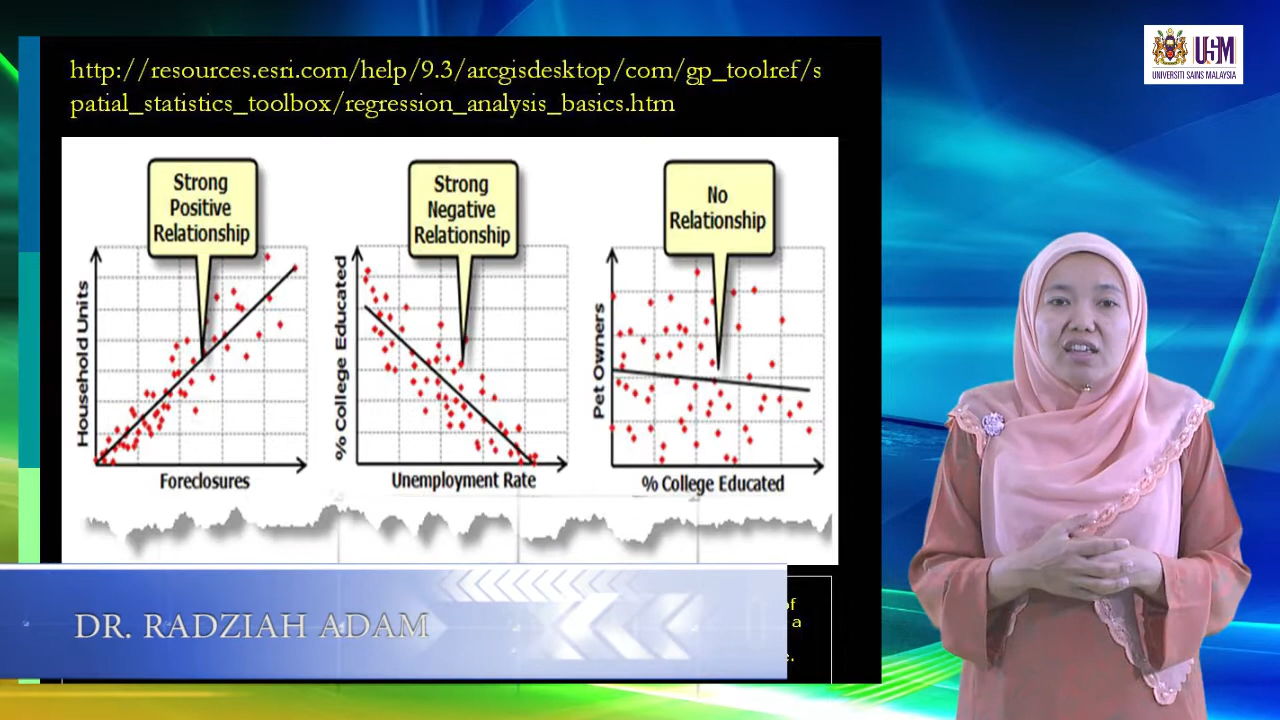 http://resources.esri.com/help/9.3/arcgisdesktop/com/gp_toolref/s
patial_statistics_toolbox/regression_analysis_basics.htm
USM
UNIVERSITI SAINS MALAYSIA
Strong
Positive
Relationship
Household Units
Foreclosures
Strong
Negative
Relationship
% College Educated
Unemployment Rate
No
Relationship
Pet Owners
% College Educated
of
a
DR. RADZIAH ADAM